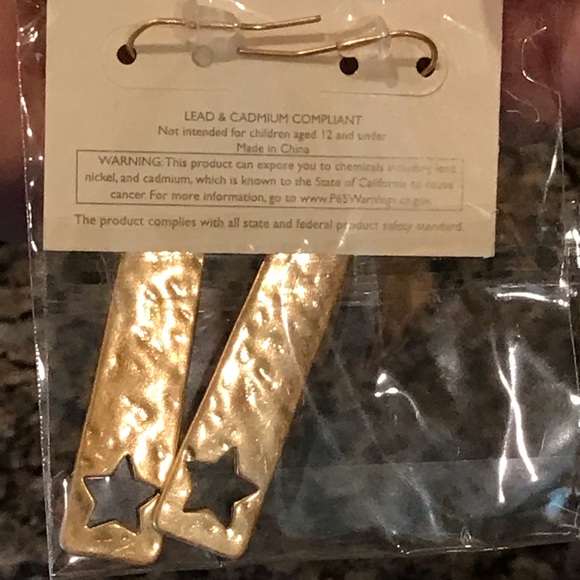 LEAD & CADMIUM COMPLIANT
Not intended for children aged 12 and under
Made in China
WARNING: This product can expose you to chemicals including lead,
nickel, and cadmium, which is known to the State of California to cause
cancer. For more information, go to www.P65Warnings.ca.gov.
The product complies with all state and federal product safety standard.